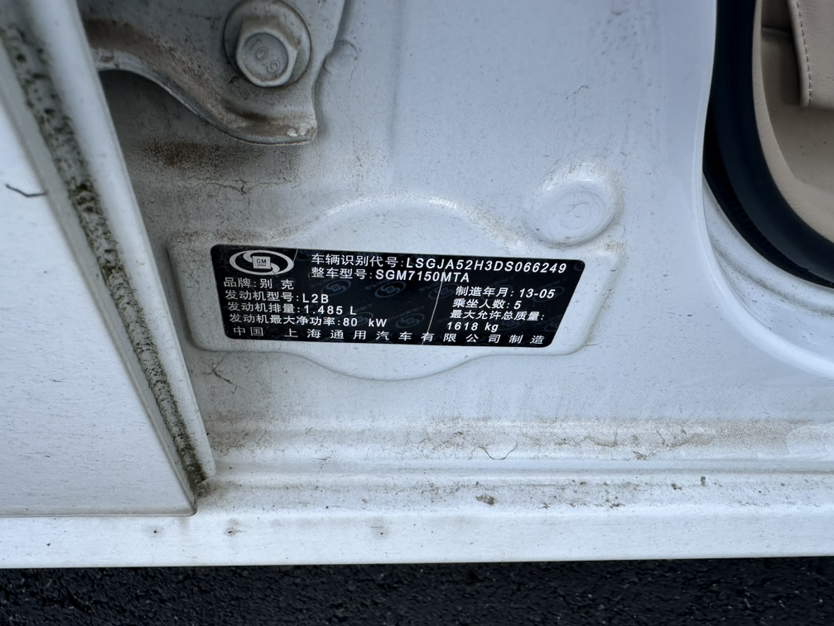 GM
车辆识别代号:LSGJA52H3DS066249
整车型号:SGM7150MTA
品牌:别克
制造年月:13-05
发动机型号:L2B
乘坐人数:5
发动机排量:1.485 L
最大允许总质量:
发动机最大净功率:80 kW
1618 kg
中国 上海通用汽车有限公司制造